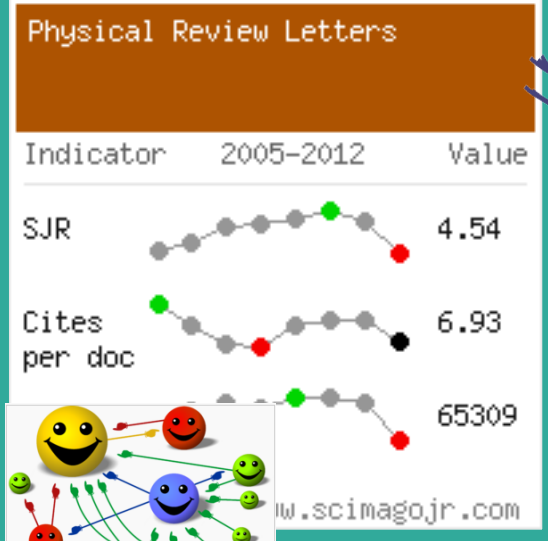 Physical Review Letters
Indicator 2005-2012 Value
SJR 4.54
Cites
per doc 6.93
65309
w.scimagojr.com